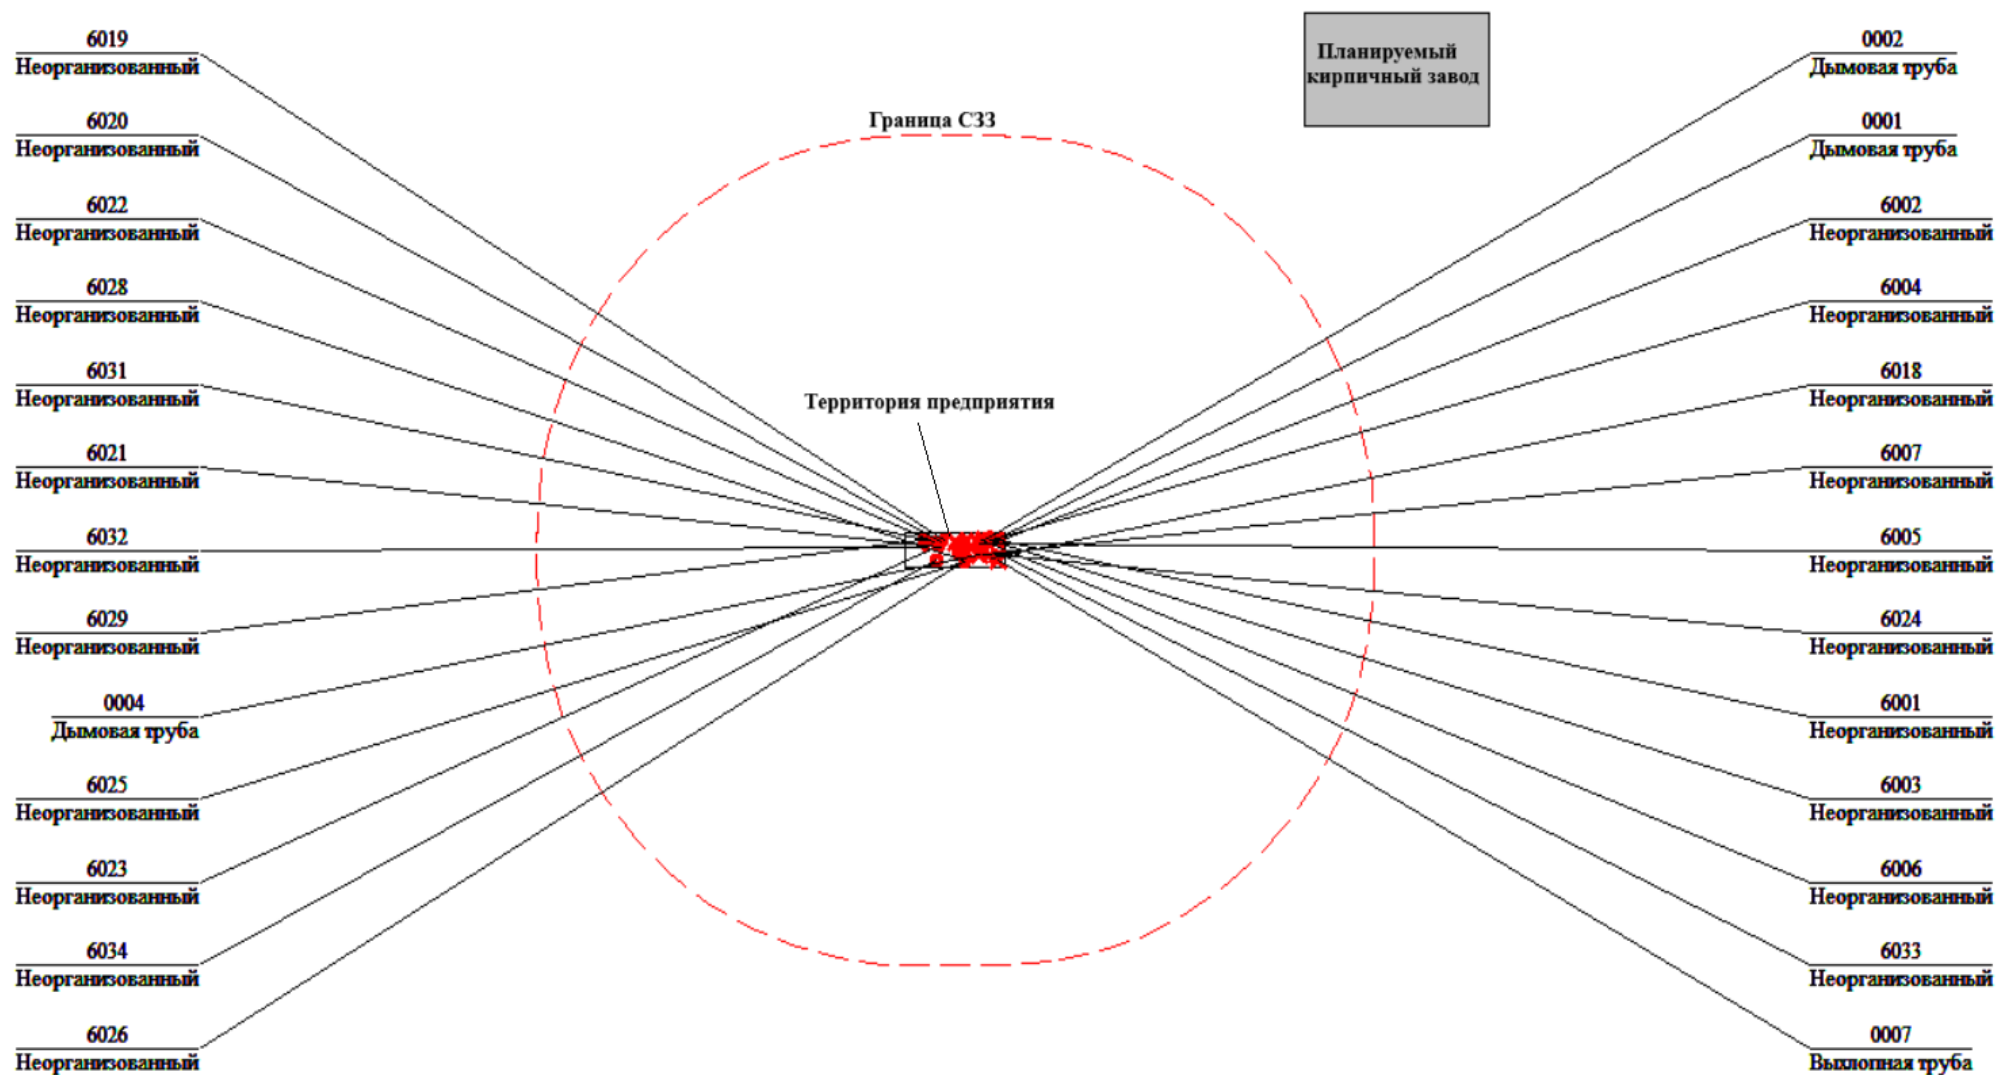 6019
Неорганизованный
6020
Неорганизованный
6022
Неорганизованный
6028
Неорганизованный
6031
Неорганизованный
6021
Неорганизованный
6032
Неорганизованный
6029
Неорганизованный
0004
Дымовая труба
6025
Неорганизованный
6023
Неорганизованный
6034
Неорганизованный
6026
Неорганизованный
Граница СЗЗ
Территория предприятия
Планируемый
кирпичный завод
0002
Дымовая труба
0001
Дымовая труба
6002
Неорганизованный
6004
Неорганизованный
6018
Неорганизованный
6007
Неорганизованный
6005
Неорганизованный
6024
Неорганизованный
6001
Неорганизованный
6003
Неорганизованный
6006
Неорганизованный
6033
Неорганизованный
0007
Выхлопная труба